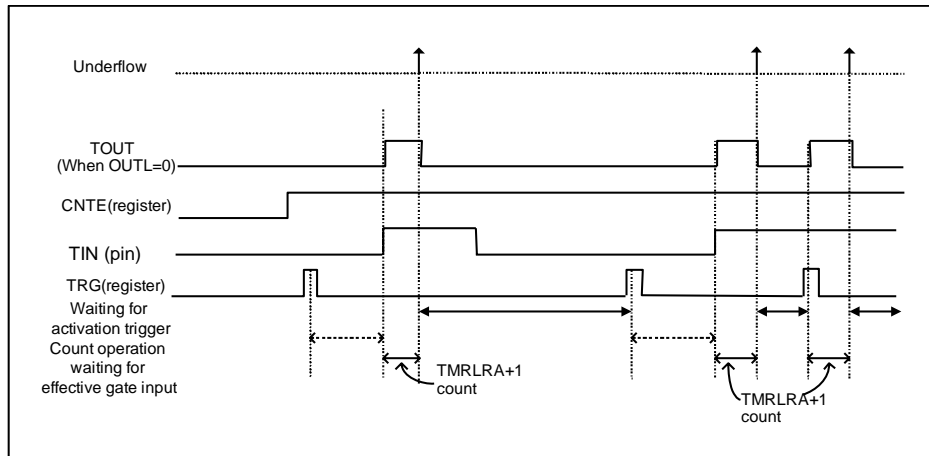 Underflow
TOUT
(When OUTL=0)
CNTE(register)
TIN (pin)
TRG(register)
Waiting for
activation trigger
Count operation
waiting for
effective gate input
TMRLRA+1
count
TMRLRA+1
count